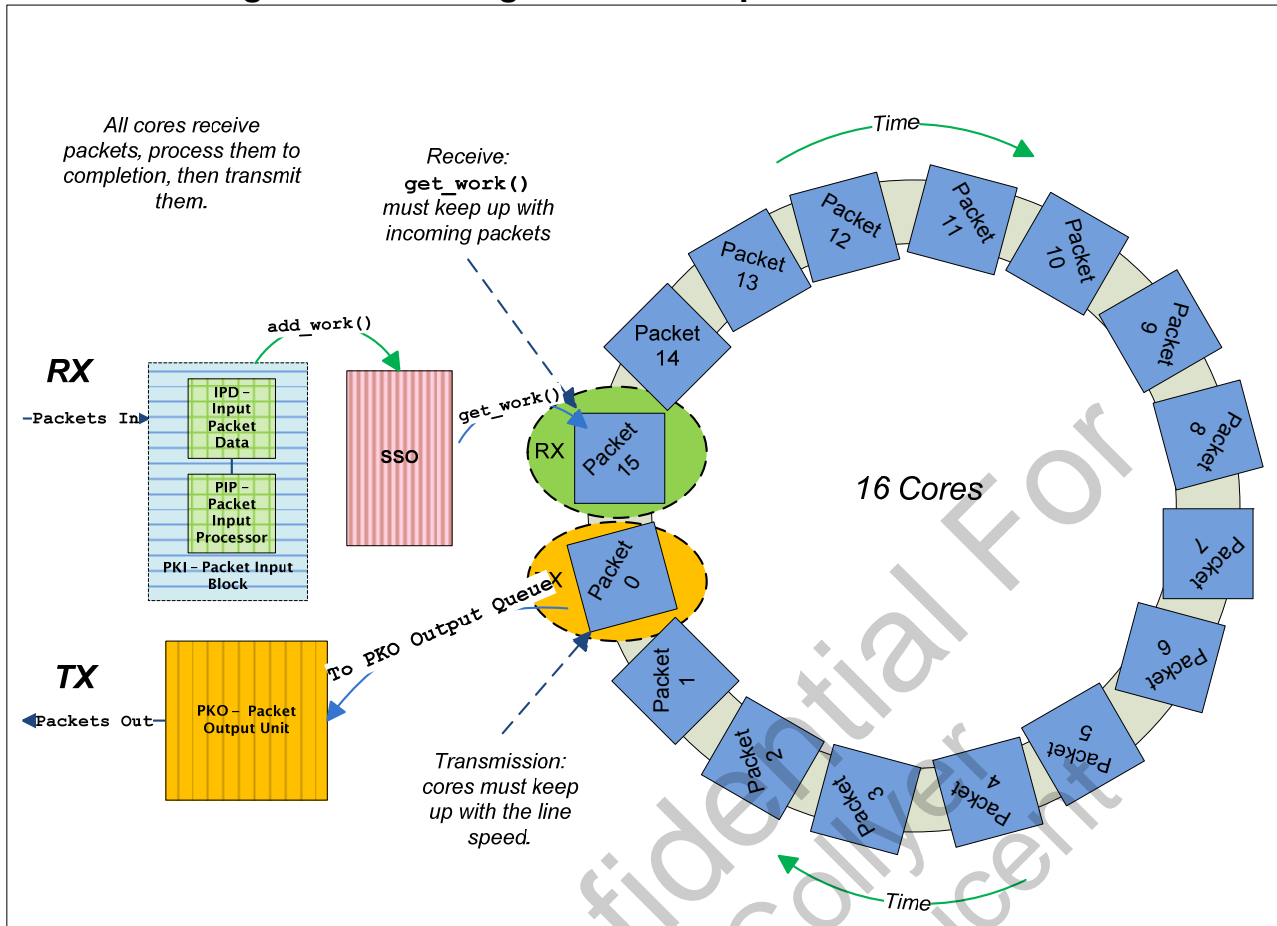 All cores receive
packets, process them to
completion, then transmit
them.
Receive:
get_work()
must keep up with
incoming packets
Time
RX
Packets In
IPD –
Input
Packet
Data
PIP –
Packet
Input
Processor
PKI – Packet Input
Block
add_work()
SSO
get_work()
RX
Packet
15
Packet
14
Packet
13
Packet
12
Packet
11
Packet
10
Packet
9
Packet
8
Packet
7
Packet
6
Packet
5
Packet
4
Packet
3
Packet
2
Packet
1
Packet
0
16 Cores
To PKO Output Queue
TX
Packets Out
PKO – Packet
Output Unit
Transmission:
cores must keep
up with the line
speed.
Time
fidential For
Collyer